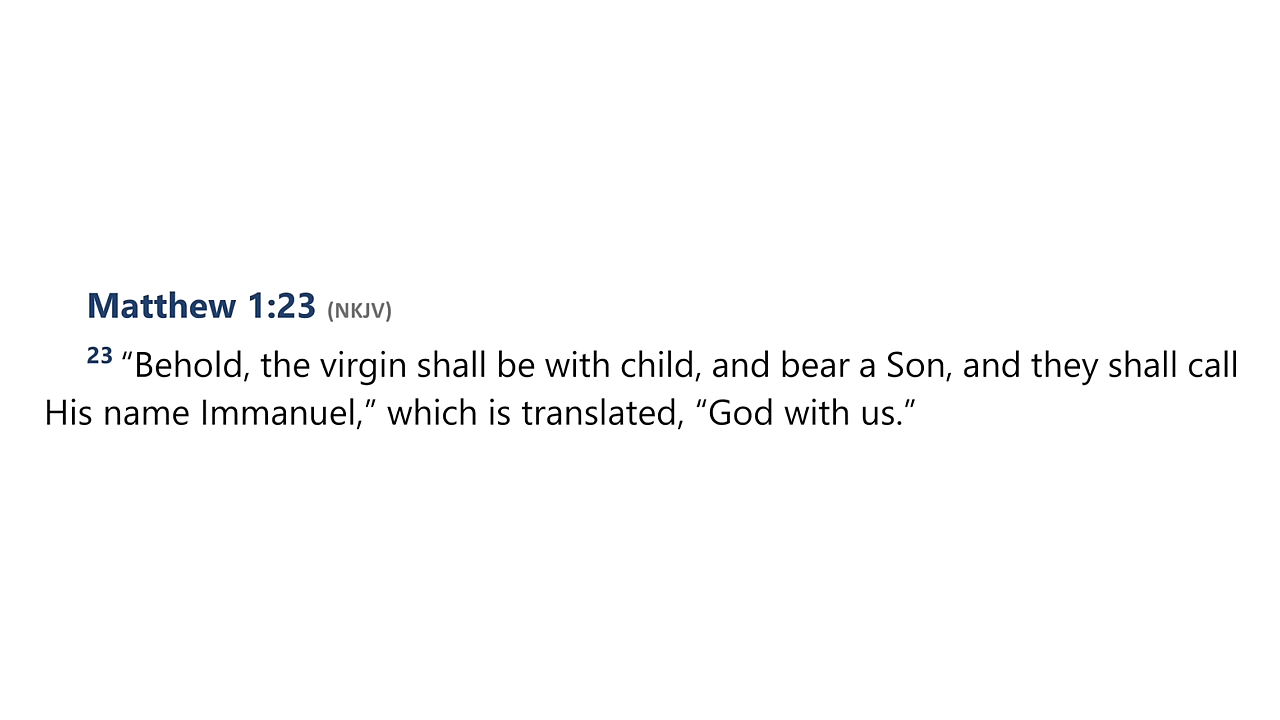 Matthew 1:23 (NKJV)
23 “Behold, the virgin shall be with child, and bear a Son, and they shall call
His name Immanuel,” which is translated, “God with us.”